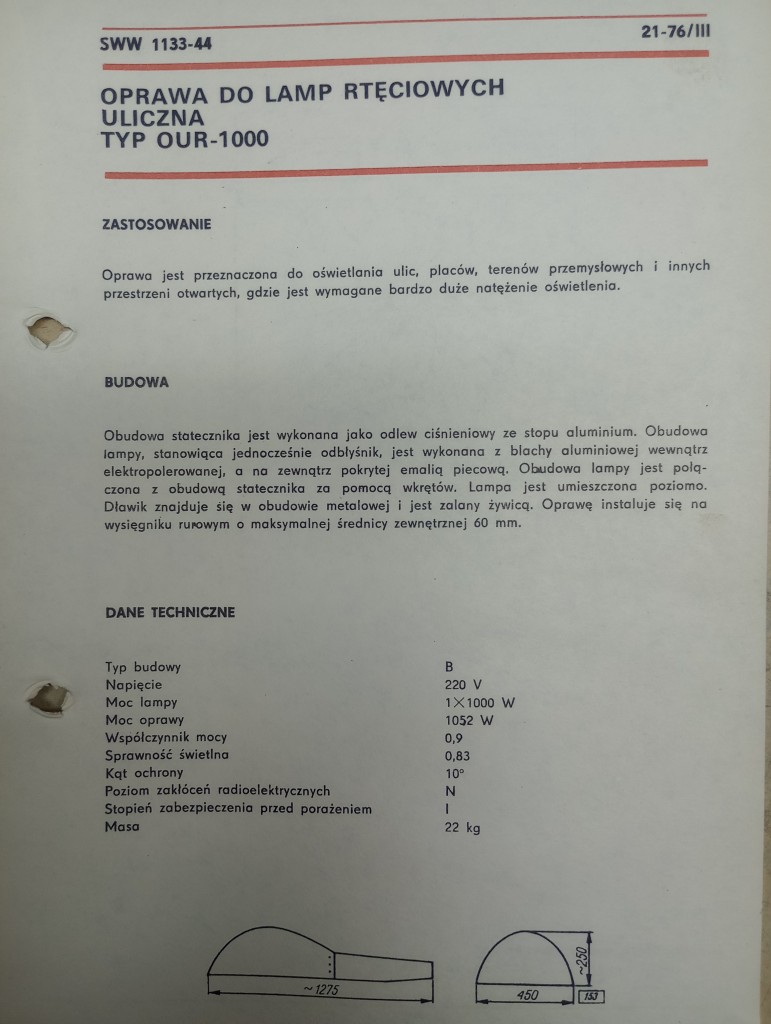 SWW 1133-44
21-76/III
OPRAWA DO LAMP RTĘCIOWYCH
ULICZNA
TYP OUR-1000
ZASTOSOWANIE
Oprawa jest przeznaczona do oświetlania ulic, placów, terenów przemysłowych i innych
przestrzeni otwartych, gdzie jest wymagane bardzo duże natężenie oświetlenia.
BUDOWA
Obudowa statecznika jest wykonana jako odlew ciśnieniowy ze stopu aluminium. Obudowa
lampy, stanowiąca jednocześnie odbłyśnik, jest wykonana z blachy aluminiowej wewnątrz
elektropolerowanej, a na zewnątrz pokrytej emalią piecową. Obudowa lampy jest połą-
czona z obudową statecznika za pomocą wkrętów. Lampa jest umieszczona poziomo.
Dławik znajduje się w obudowie metalowej i jest zalany żywicą. Oprawę instaluje się na
wysięgniku rurowym o maksymalnej średnicy zewnętrznej 60 mm.
DANE TECHNICZNE
Typ budowy B
Napięcie 220 V
Moc lampy 1×1000 W
Moc oprawy 1052 W
Współczynnik mocy 0,9
Sprawność świetlna 0,83
Kąt ochrony 10°
Poziom zakłóceń radioelektrycznych N
Stopień zabezpieczenia przed porażeniem I
Masa 22 kg
~1275
450
~250
153